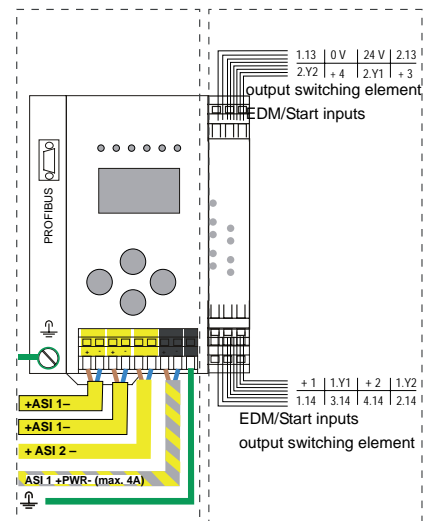 1.13 0 V 24 V 2.13
2.Y2 + 4 2.Y1 + 3
output switching element
EDM/Start inputs
PROFIBUS
+ - + -
+ -
+ASI 1–
+ASI 1–
+ ASI 2 –
ASI 1 +PWR- (max. 4A)
+ 1 1.Y1 + 2 1.Y2
1.14 3.14 4.14 2.14
EDM/Start inputs
output switching element